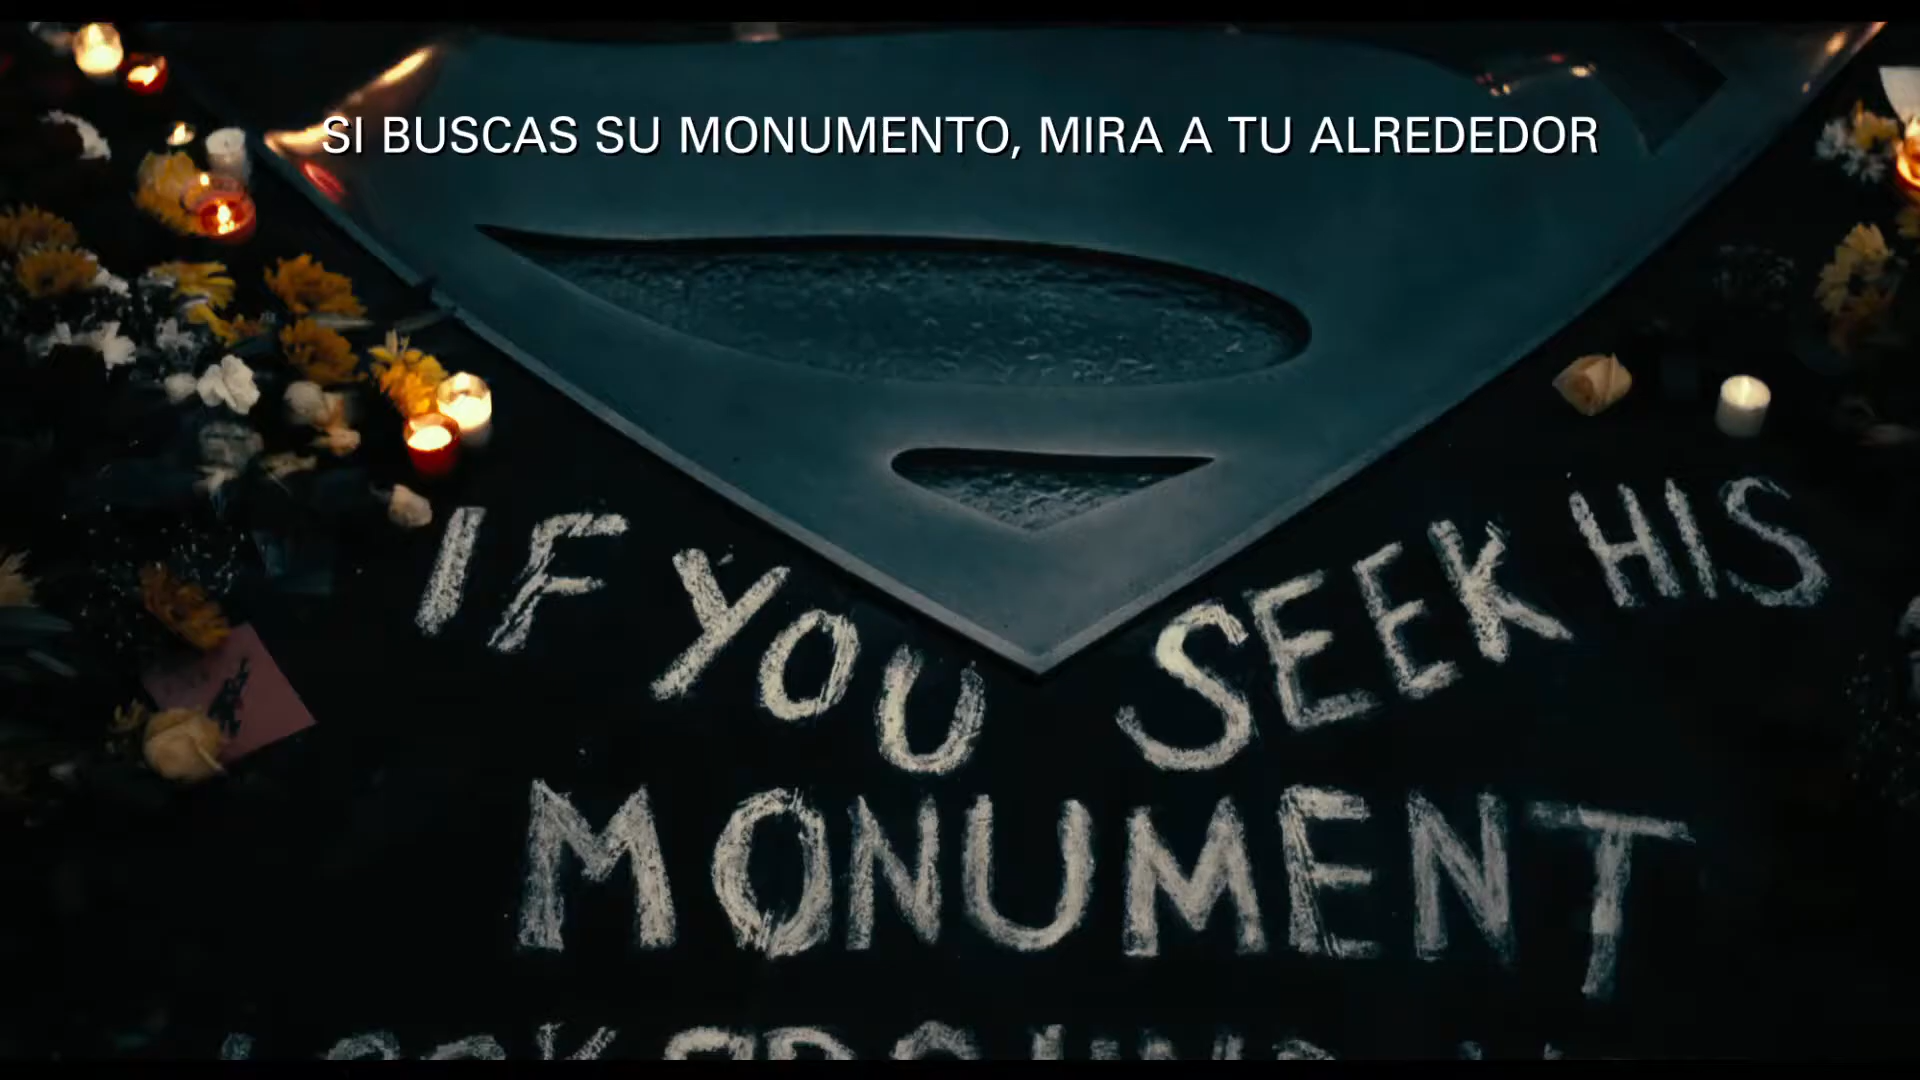 SI BUSCAS SU MONUMENTO, MIRA A TU ALREDEDOR
IF YOU SEEK HIS
MONUMENT